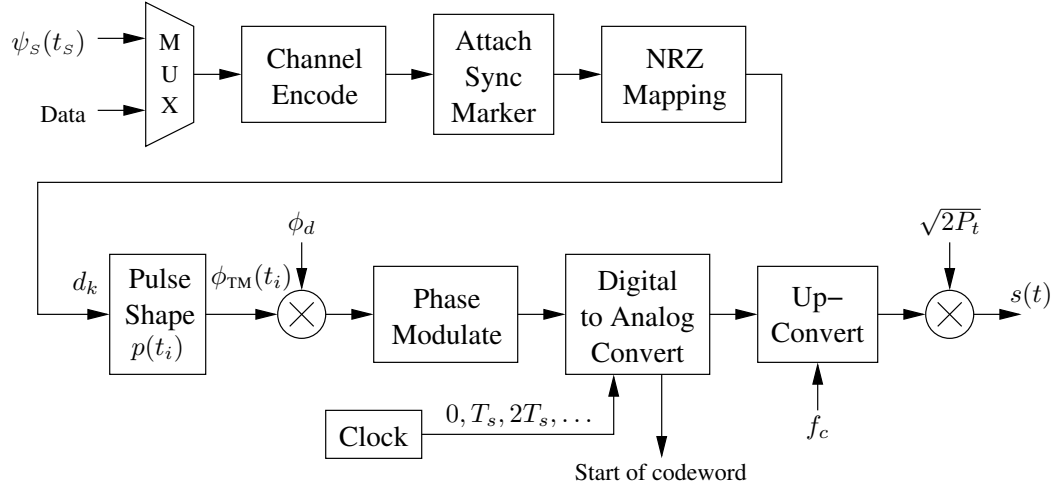 ψ_S(t_S)
Data
M
U
X
Channel
Encode
Attach
Sync
Marker
NRZ
Mapping
d_k
Pulse
Shape
p(t_i)
ϕ_TM(t_i)
ϕ_d
Phase
Modulate
Digital
to Analog
Convert
Up–
Convert
√2P_t
s(t)
Clock
0, T_s, 2T_s, . . .
Start of codeword
f_c